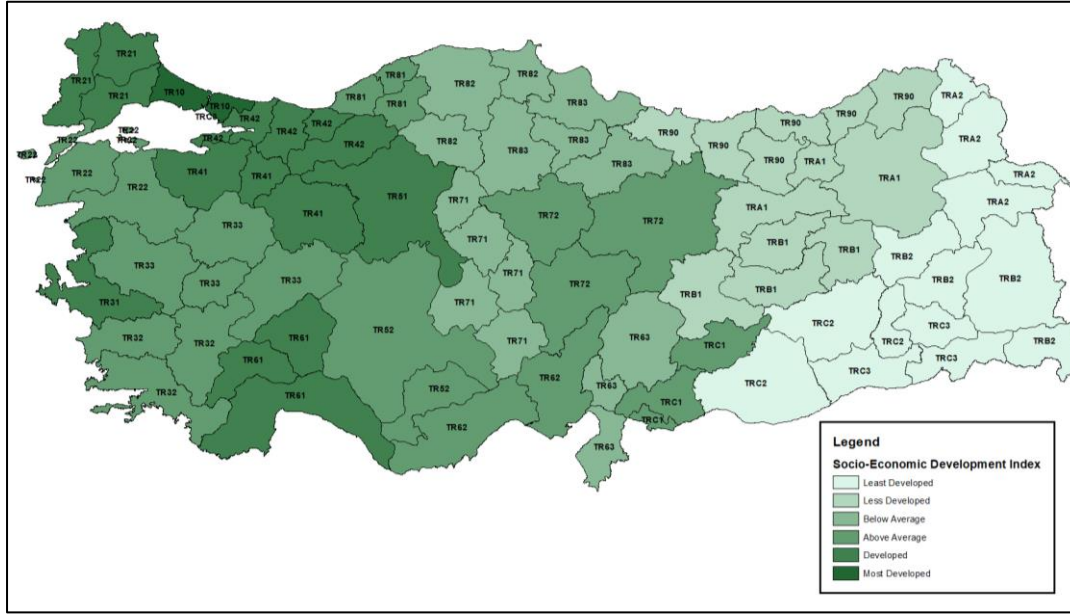 TR21
TR21
TR21
TR10
TR10
TR42
TR42
TR42
TR42
TR42
TR81
TR81
TR81
TR82
TR82
TR82
TR83
TR83
TR83
TR83
TR90
TR90
TR90
TR90
TR90
TR90
TRA1
TRA1
TRA1
TRA2
TRA2
TRA2
TRA2
TR22
TR22
TR22
TR22
TR41
TR41
TR41
TR51
TR71
TR71
TR71
TR71
TR71
TR72
TR72
TR72
TRB1
TRB1
TRB1
TRB1
TRB2
TRB2
TRB2
TRB2
TR33
TR33
TR33
TR33
TR31
TR32
TR32
TR32
TR61
TR61
TR61
TR52
TR52
TR62
TR62
TR63
TR63
TR63
TRC1
TRC1
TRC1
TRC2
TRC2
TRC2
TRC3
TRC3
TRC3
Legend
Socio-Economic Development Index
Least Developed
Less Developed
Below Average
Above Average
Developed
Most Developed